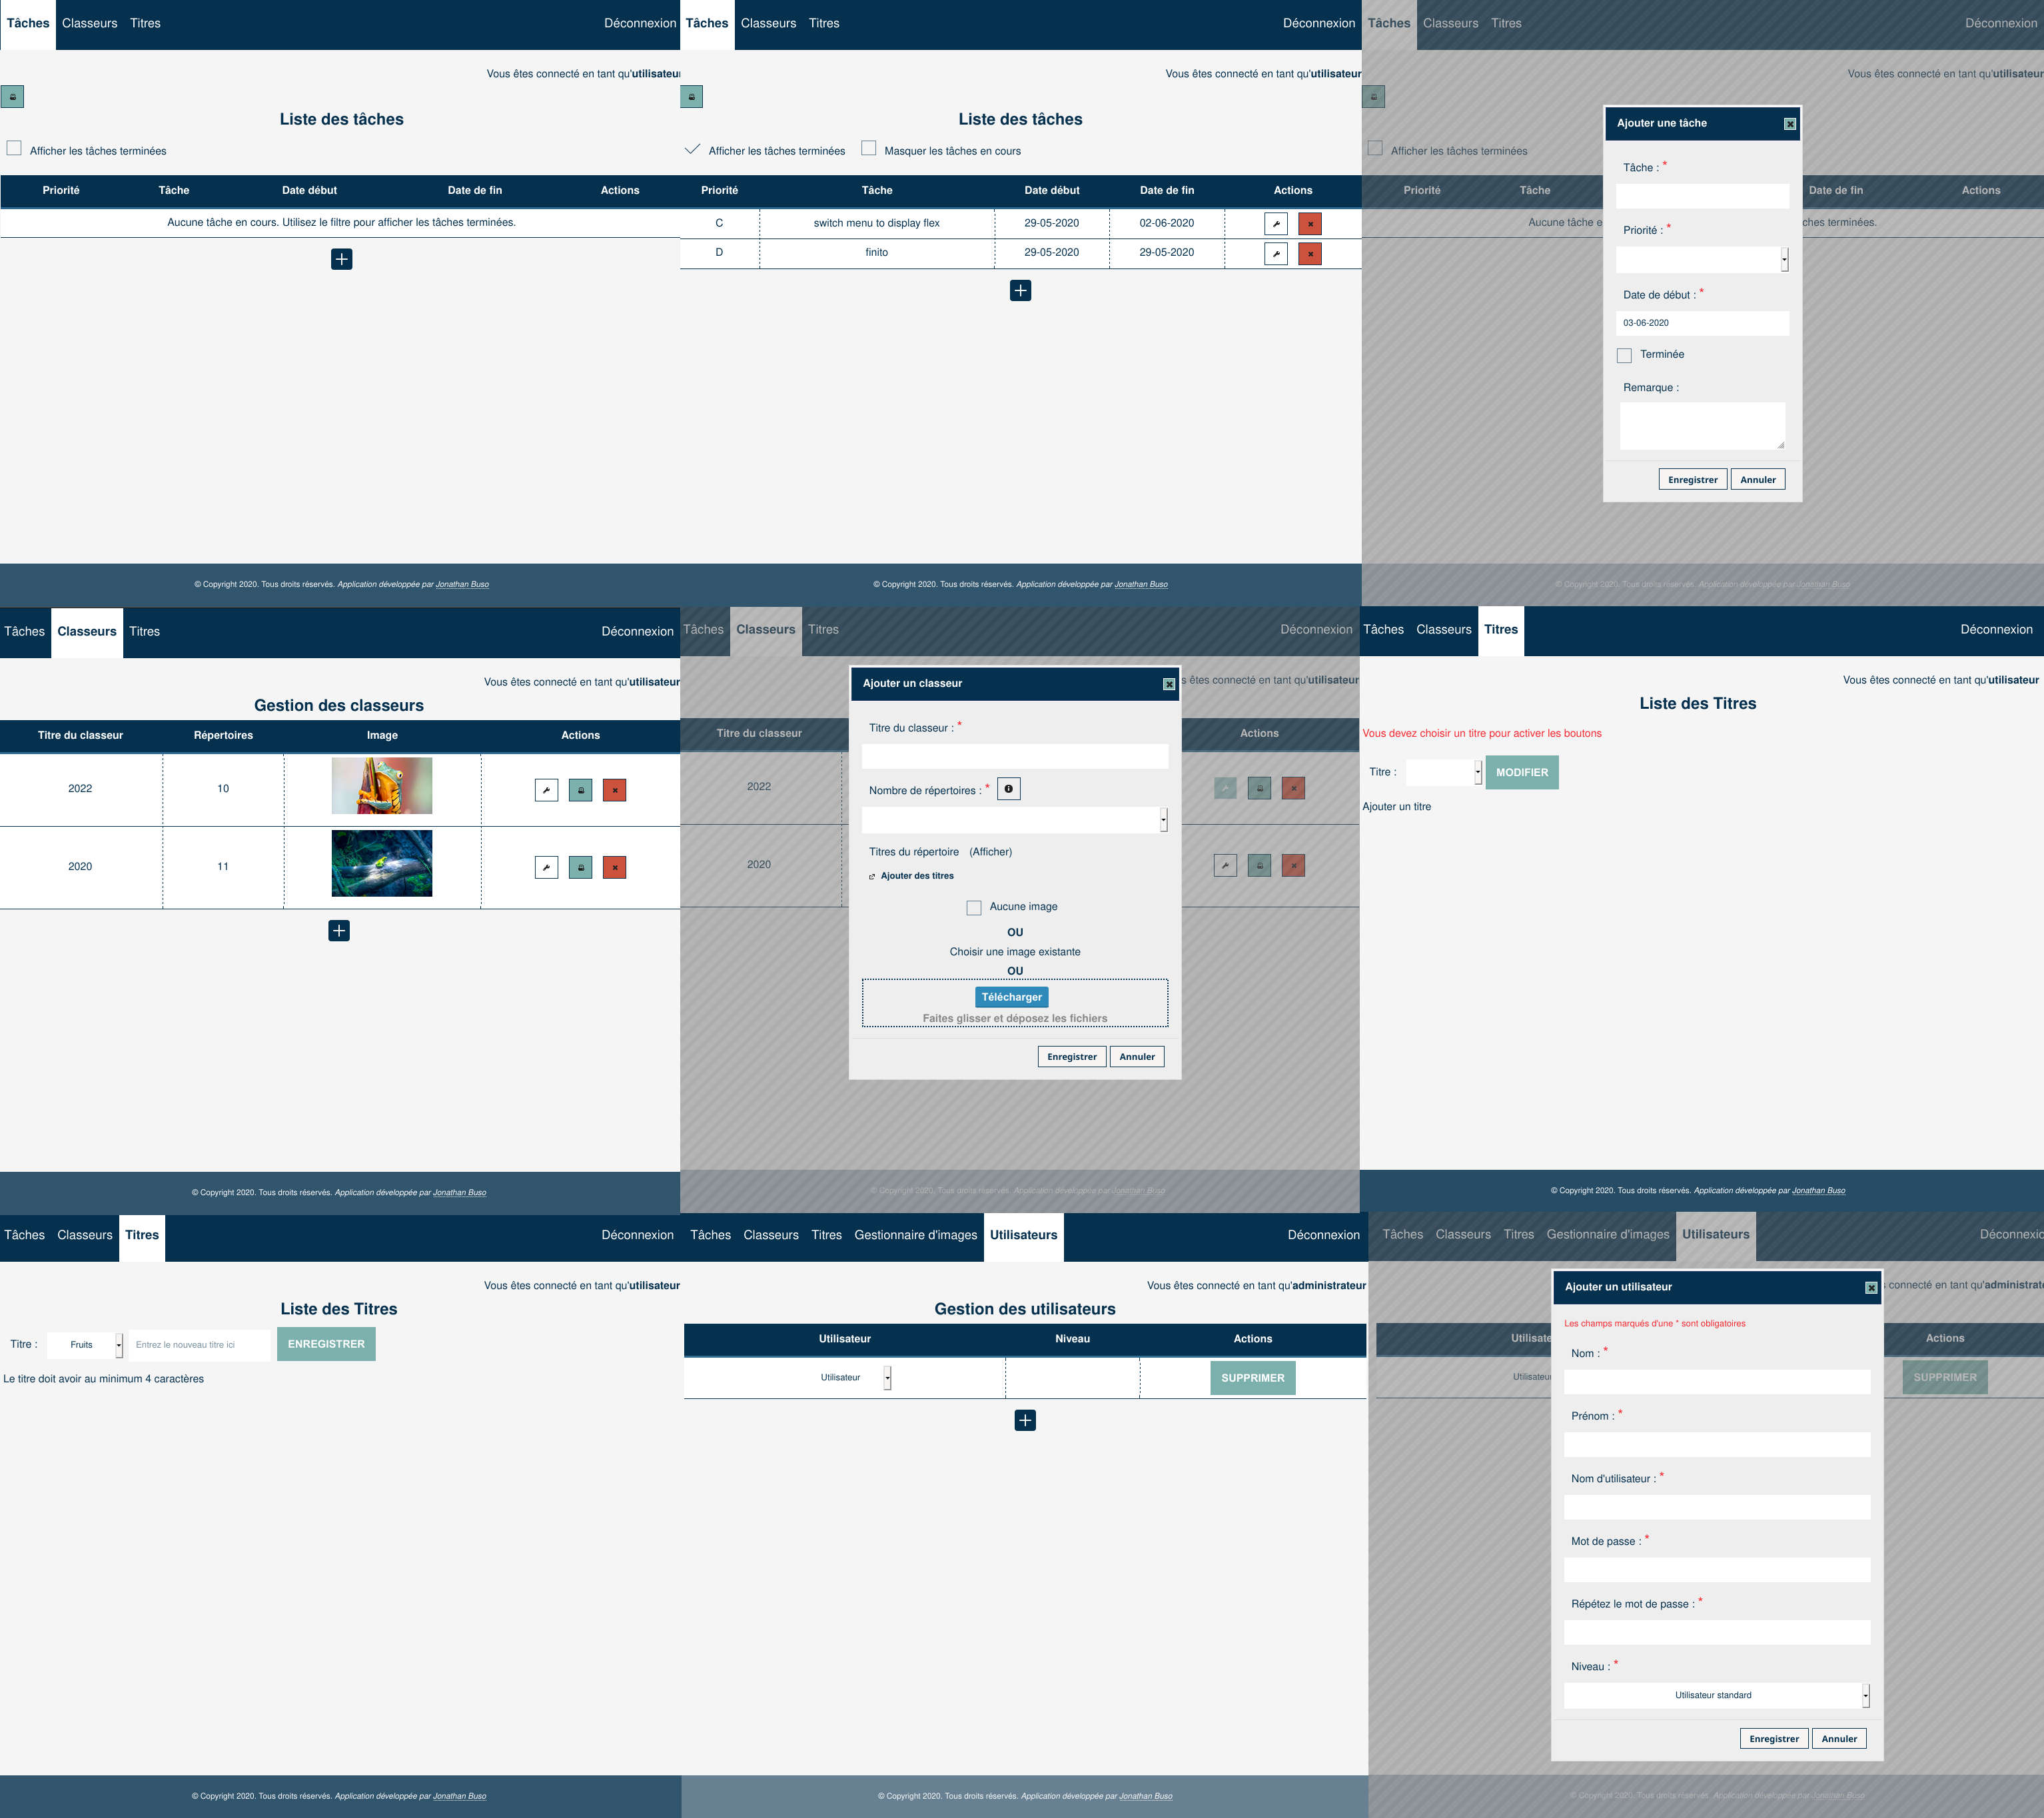 Tâches Classeurs Titres Déconnexion
Vous êtes connecté en tant qu'utilisateur
Liste des tâches
Afficher les tâches terminées
Priorité Tâche Date début Date de fin Actions
Aucune tâche en cours. Utilisez le filtre pour afficher les tâches terminées.
© Copyright 2020. Tous droits réservés. Application développée par Jonathan Buso
Tâches Classeurs Titres Déconnexion
Vous êtes connecté en tant qu'utilisateur
Liste des tâches
Afficher les tâches terminées Masquer les tâches en cours
Priorité Tâche Date début Date de fin Actions
C switch menu to display flex 29-05-2020 02-06-2020
D finito 29-05-2020 29-05-2020
© Copyright 2020. Tous droits réservés. Application développée par Jonathan Buso
Tâches Classeurs Titres Déconnexion
Vous êtes connecté en tant qu'utilisateur
Afficher les tâches terminées
Priorité Tâche Date de fin Actions
Aucune tâche e ches terminées.
Ajouter une tâche
Tâche : *
Priorité : *
Date de début : *
03-06-2020
Terminée
Remarque :
Enregistrer Annuler
© Copyright 2020. Tous droits réservés. Application développée par Jonathan Buso
Tâches Classeurs Titres Déconnexion
Vous êtes connecté en tant qu'utilisateur
Gestion des classeurs
Titre du classeur Répertoires Image Actions
2022 10
2020 11
© Copyright 2020. Tous droits réservés. Application développée par Jonathan Buso
Tâches Classeurs Titres Déconnexion
s êtes connecté en tant qu'utilisateur
Titre du classeur Actions
2022
2020
Ajouter un classeur
Titre du classeur : *
Nombre de répertoires : *
Titres du répertoire (Afficher)
Ajouter des titres
Aucune image
OU
Choisir une image existante
OU
Télécharger
Faites glisser et déposez les fichiers
Enregistrer Annuler
© Copyright 2020. Tous droits réservés. Application développée par Jonathan Buso
Tâches Classeurs Titres Déconnexion
Vous êtes connecté en tant qu'utilisateur
Liste des Titres
Vous devez choisir un titre pour activer les boutons
Titre : MODIFIER
Ajouter un titre
© Copyright 2020. Tous droits réservés. Application développée par Jonathan Buso
Tâches Classeurs Titres Déconnexion
Vous êtes connecté en tant qu'utilisateur
Liste des Titres
Titre : Fruits Entrez le nouveau titre ici ENREGISTRER
Le titre doit avoir au minimum 4 caractères
© Copyright 2020. Tous droits réservés. Application développée par Jonathan Buso
Tâches Classeurs Titres Gestionnaire d'images Utilisateurs Déconnexion
Vous êtes connecté en tant qu'administrateur
Gestion des utilisateurs
Utilisateur Niveau Actions
Utilisateur SUPPRIMER
© Copyright 2020. Tous droits réservés. Application développée par Jonathan Buso
Tâches Classeurs Titres Gestionnaire d'images Utilisateurs Déconnexio
connecté en tant qu'administrat
Utilisate Actions
Utilisateu SUPPRIMER
Ajouter un utilisateur
Les champs marqués d'une * sont obligatoires
Nom : *
Prénom : *
Nom d'utilisateur : *
Mot de passe : *
Répétez le mot de passe : *
Niveau : *
Utilisateur standard
Enregistrer Annuler
© Copyright 2020. Tous droits réservés. Application développée par Jonathan Buso